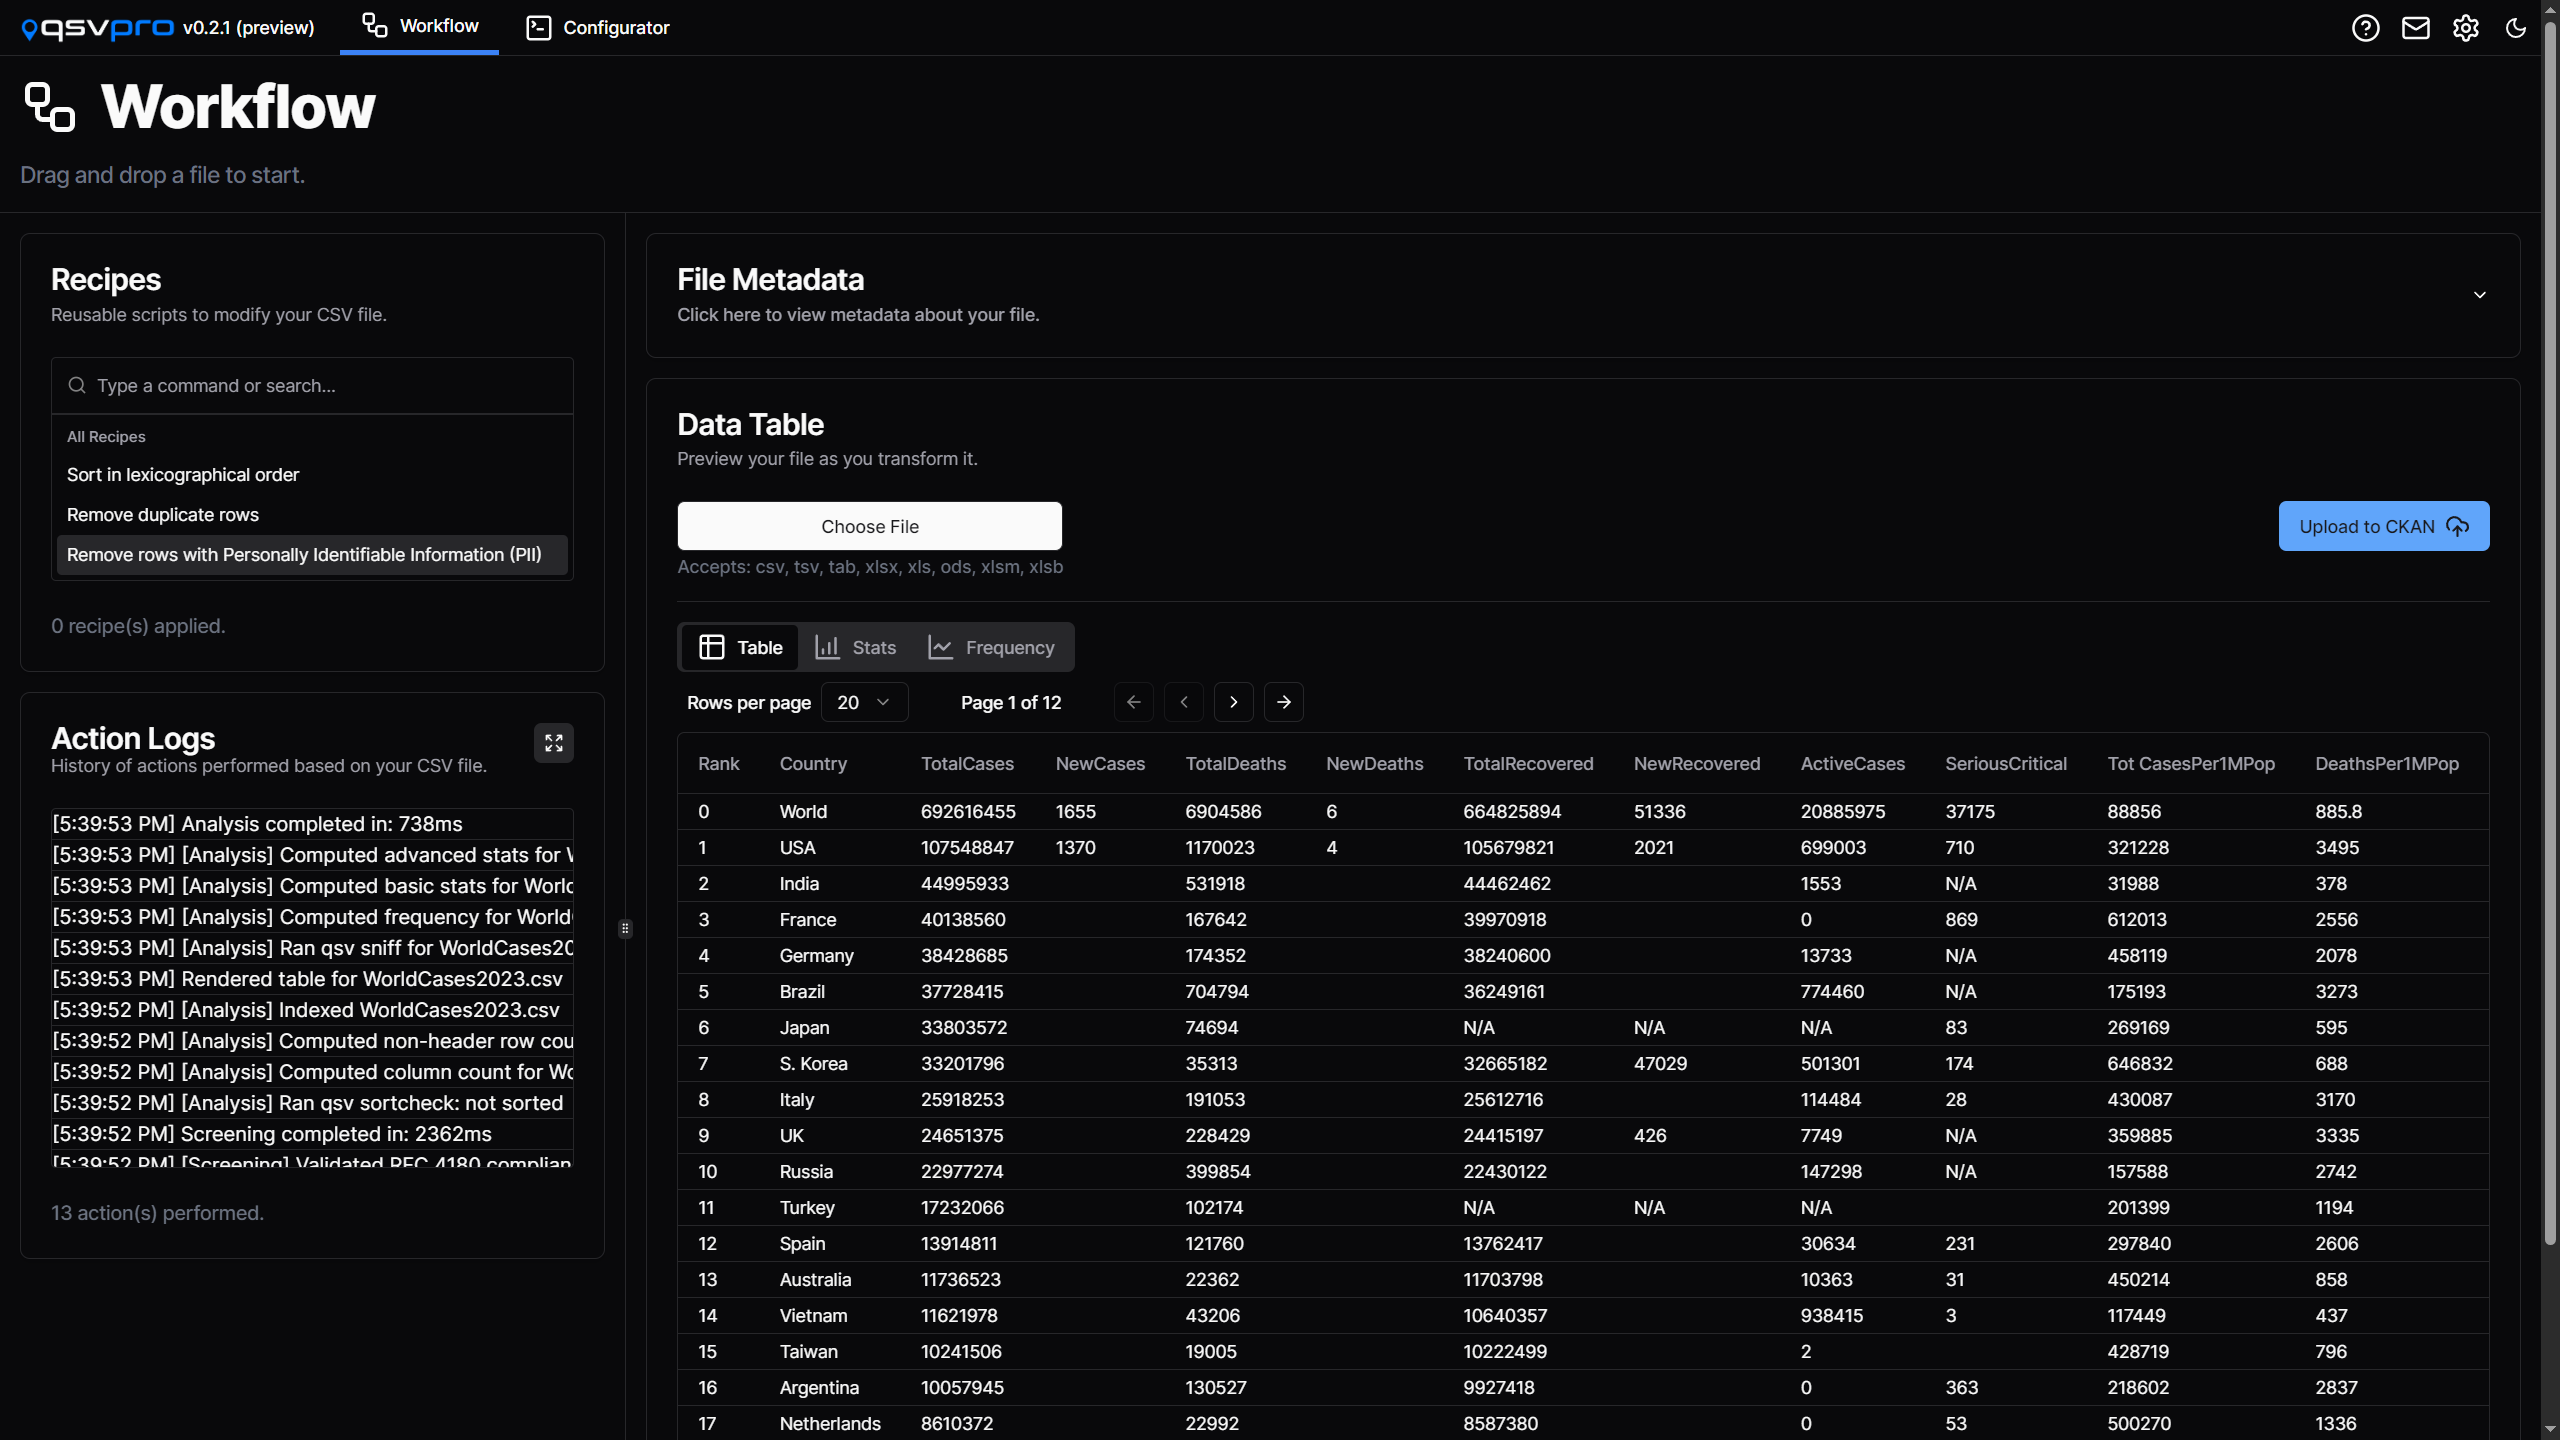 qsvpro v0.2.1 (preview) Workflow Configurator
Workflow
Drag and drop a file to start.
Recipes
Reusable scripts to modify your CSV file.
Type a command or search...
All Recipes
Sort in lexicographical order
Remove duplicate rows
Remove rows with Personally Identifiable Information (PII)
0 recipe(s) applied.
Action Logs
History of actions performed based on your CSV file.
[5:39:53 PM] Analysis completed in: 738ms
[5:39:53 PM] [Analysis] Computed advanced stats for W
[5:39:53 PM] [Analysis] Computed basic stats for World
[5:39:53 PM] [Analysis] Computed frequency for World
[5:39:53 PM] [Analysis] Ran qsv sniff for WorldCases20
[5:39:53 PM] Rendered table for WorldCases2023.csv
[5:39:52 PM] [Analysis] Indexed WorldCases2023.csv
[5:39:52 PM] [Analysis] Computed non-header row cou
[5:39:52 PM] [Analysis] Computed column count for Wo
[5:39:52 PM] [Analysis] Ran qsv sortcheck: not sorted
[5:39:52 PM] Screening completed in: 2362ms
[5:39:52 PM] [Screening] Validated RFC 4180 complian
13 action(s) performed.
File Metadata
Click here to view metadata about your file.
Data Table
Preview your file as you transform it.
Choose File
Upload to CKAN
Accepts: csv, tsv, tab, xlsx, xls, ods, xlsm, xlsb
Table Stats Frequency
Rows per page 20 Page 1 of 12
Rank Country TotalCases NewCases TotalDeaths NewDeaths TotalRecovered NewRecovered ActiveCases SeriousCritical Tot CasesPer1MPop DeathsPer1MPop
0 World 692616455 1655 6904586 6 664825894 51336 20885975 37175 88856 885.8
1 USA 107548847 1370 1170023 4 105679821 2021 699003 710 321228 3495
2 India 44995933 531918 44462462 1553 N/A 31988 378
3 France 40138560 167642 39970918 0 869 612013 2556
4 Germany 38428685 174352 38240600 13733 N/A 458119 2078
5 Brazil 37728415 704794 36249161 774460 N/A 175193 3273
6 Japan 33803572 74694 N/A N/A N/A 83 269169 595
7 S. Korea 33201796 35313 32665182 47029 501301 174 646832 688
8 Italy 25918253 191053 25612716 114484 28 430087 3170
9 UK 24651375 228429 24415197 426 7749 N/A 359885 3335
10 Russia 22977274 399854 22430122 147298 N/A 157588 2742
11 Turkey 17232066 102174 N/A N/A N/A 201399 1194
12 Spain 13914811 121760 13762417 30634 231 297840 2606
13 Australia 11736523 22362 11703798 10363 31 450214 858
14 Vietnam 11621978 43206 10640357 938415 3 117449 437
15 Taiwan 10241506 19005 10222499 2 428719 796
16 Argentina 10057945 130527 9927418 0 363 218602 2837
17 Netherlands 8610372 22992 8587380 0 53 500270 1336